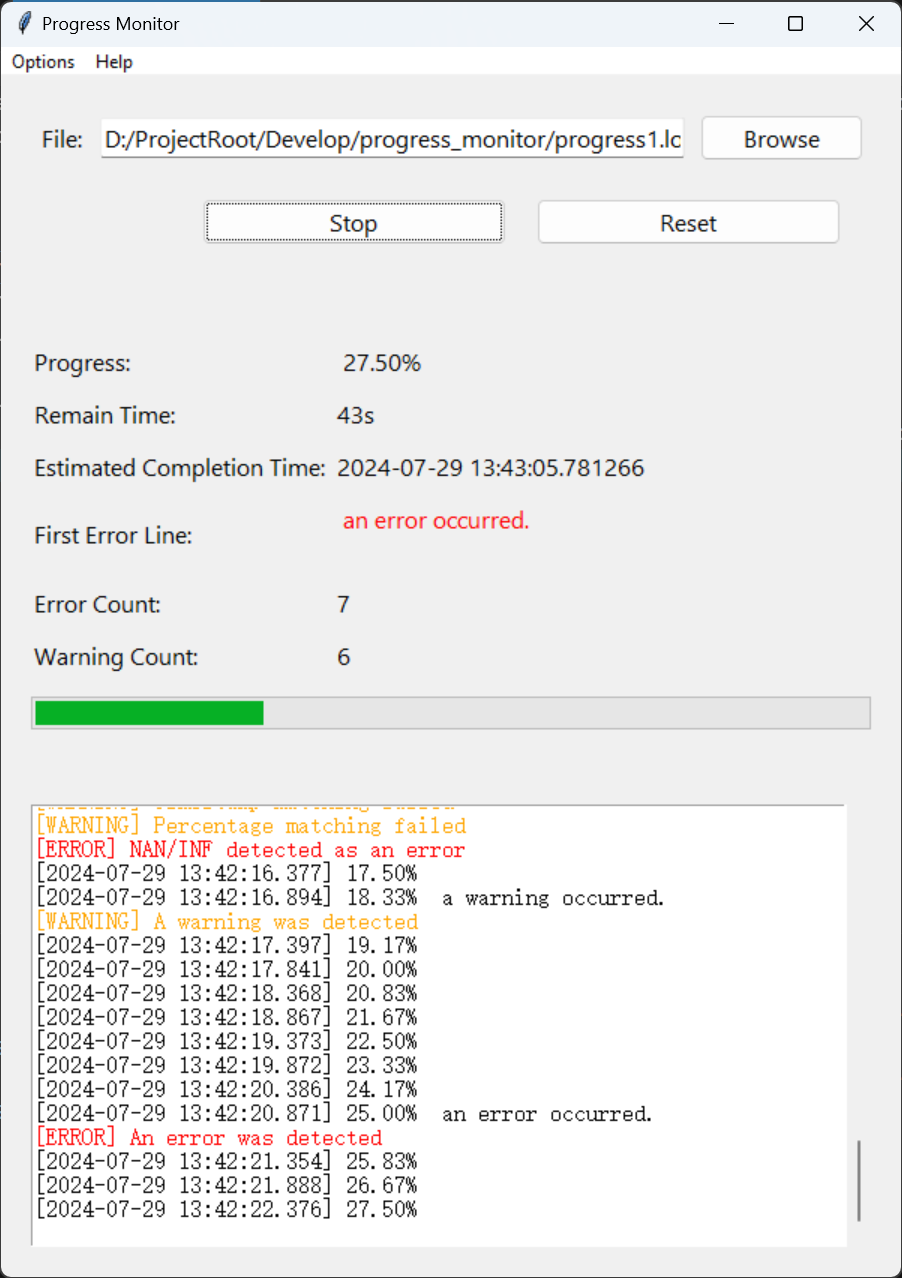 Progress Monitor
Options Help
File: D:/ProjectRoot/Develop/progress_monitor/progress1.lo Browse
Stop Reset
Progress: 27.50%
Remain Time: 43s
Estimated Completion Time: 2024-07-29 13:43:05.781266
an error occurred.
First Error Line:
Error Count: 7
Warning Count: 6
[WARNING] Percentage matching failed
[ERROR] NAN/INF detected as an error
[2024-07-29 13:42:16.377] 17.50%
[2024-07-29 13:42:16.894] 18.33%  a warning occurred.
[WARNING] A warning was detected
[2024-07-29 13:42:17.397] 19.17%
[2024-07-29 13:42:17.841] 20.00%
[2024-07-29 13:42:18.368] 20.83%
[2024-07-29 13:42:18.867] 21.67%
[2024-07-29 13:42:19.373] 22.50%
[2024-07-29 13:42:19.872] 23.33%
[2024-07-29 13:42:20.386] 24.17%
[2024-07-29 13:42:20.871] 25.00%  an error occurred.
[ERROR] An error was detected
[2024-07-29 13:42:21.354] 25.83%
[2024-07-29 13:42:21.888] 26.67%
[2024-07-29 13:42:22.376] 27.50%